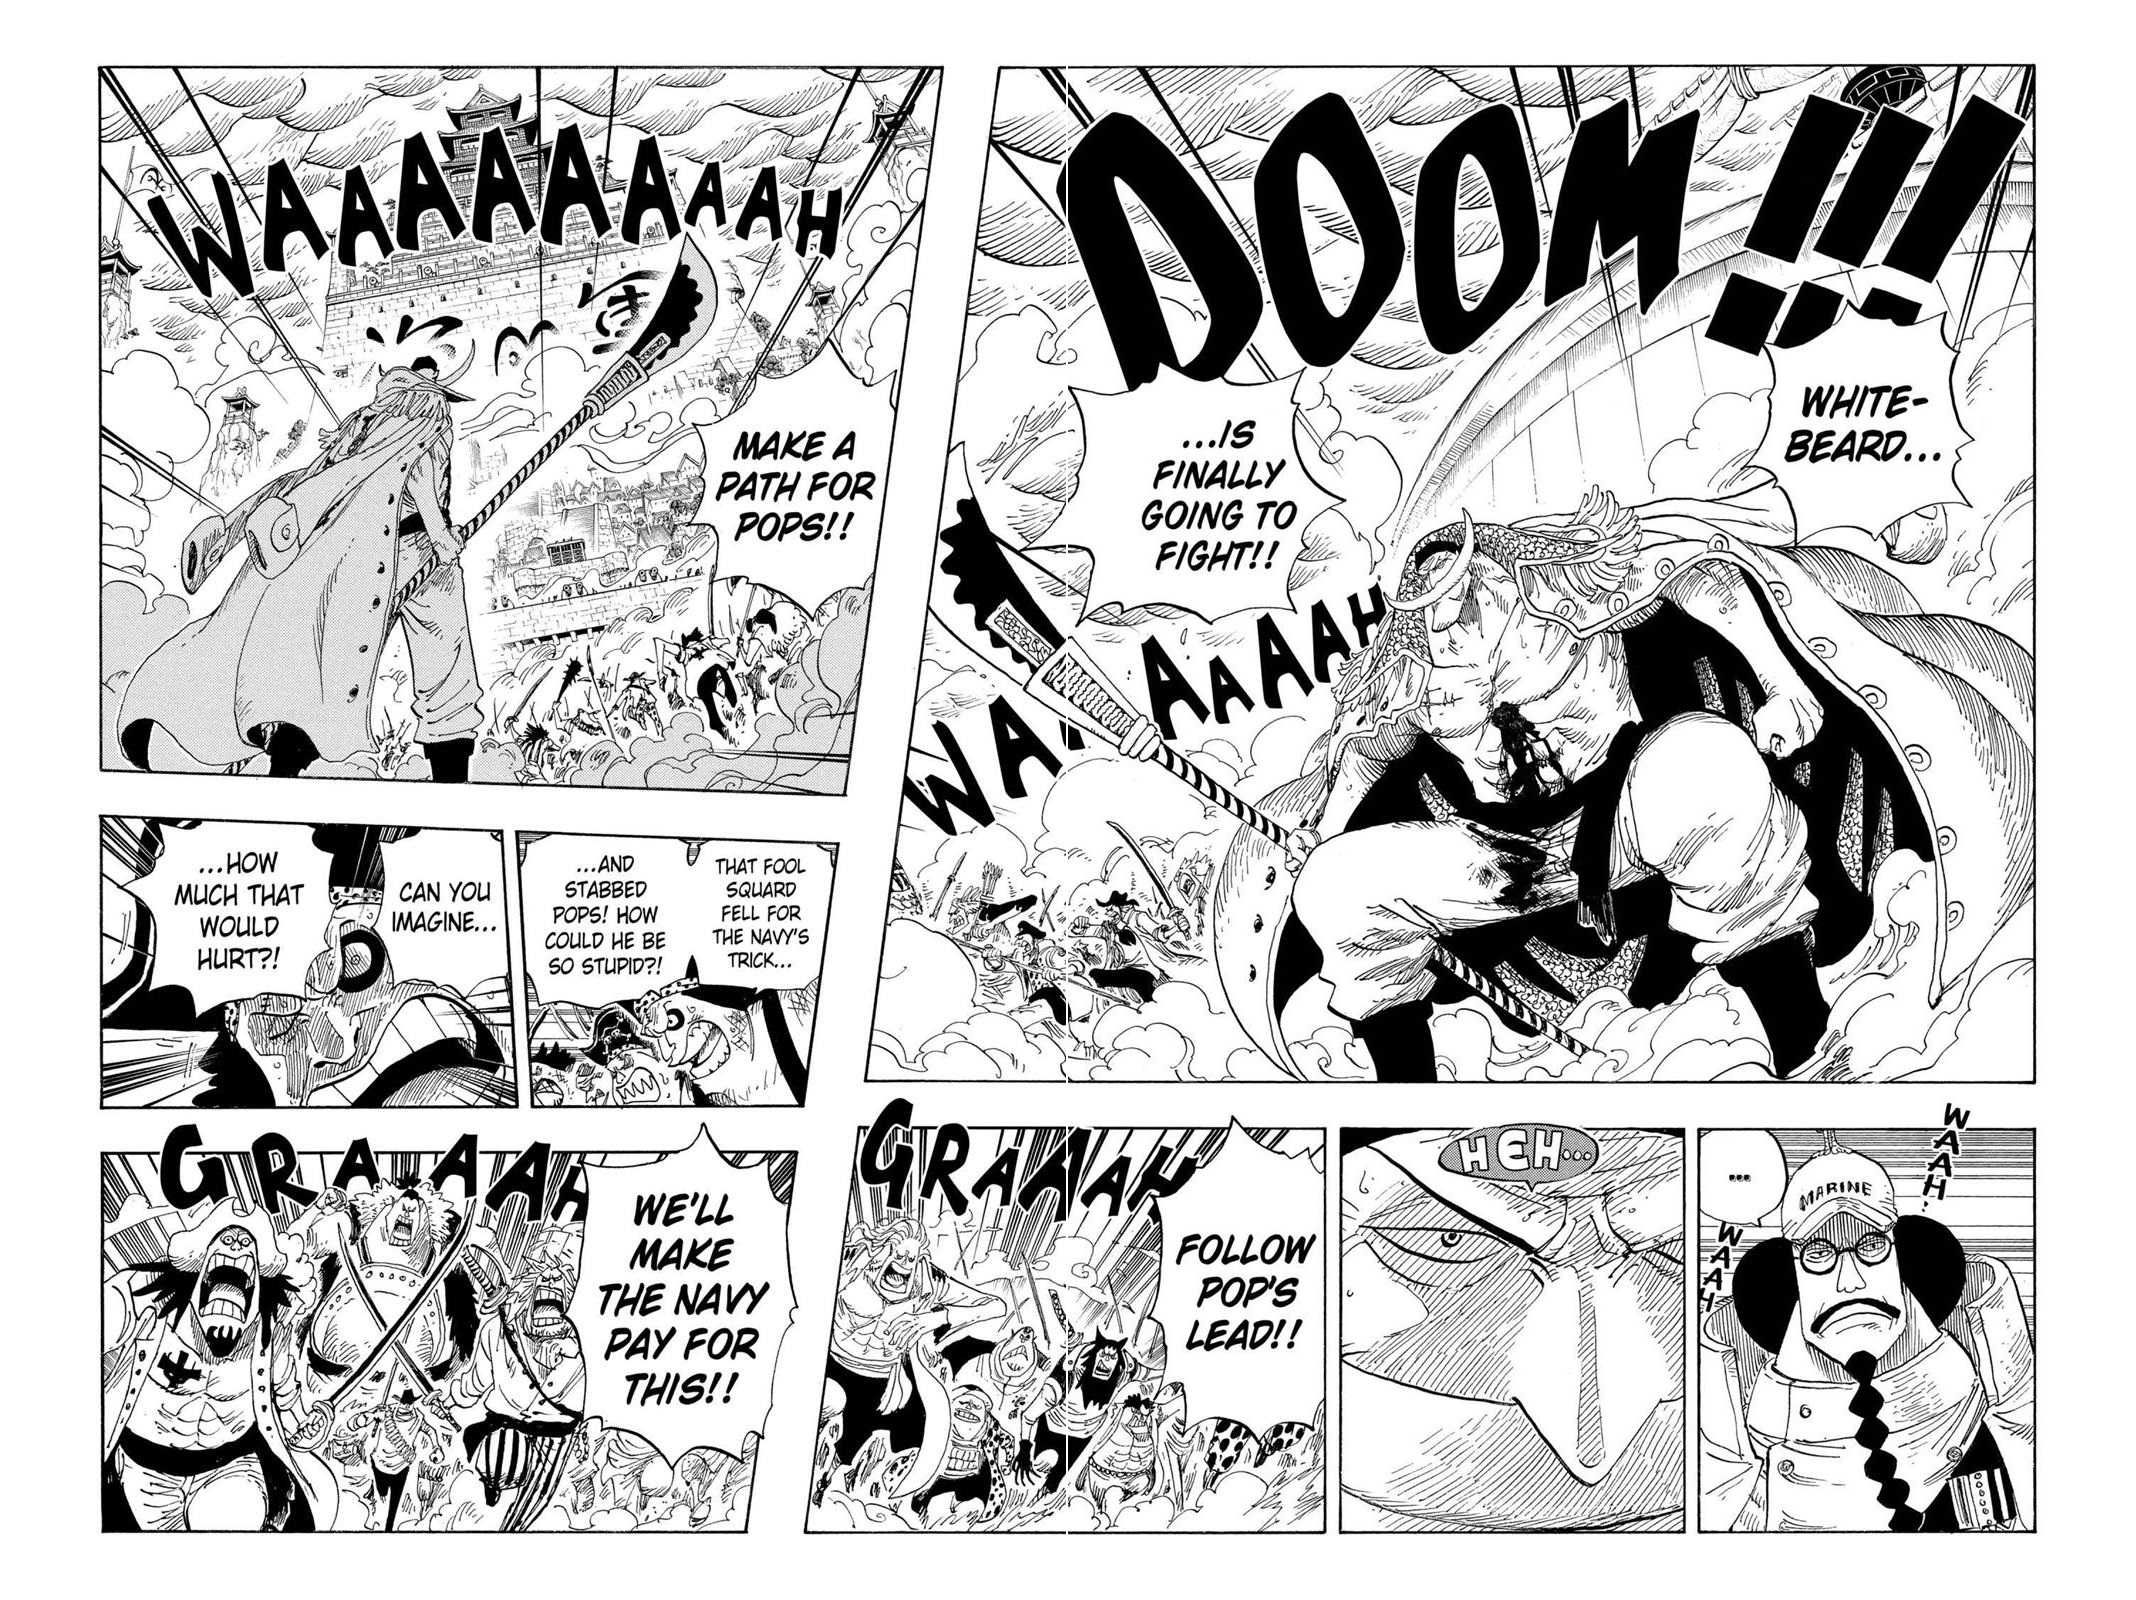 DOOM!!!
WHITE-
BEARD...
...IS
FINALLY
GOING TO
FIGHT!!
WAAAAAAH
WAAAAAAAAAAH
MAKE A
PATH FOR
POPS!!
THAT FOOL
SQUARD
FELL FOR
THE NAVY'S
TRICK...
...AND
STABBED
POPS! HOW
COULD HE BE
SO STUPID?!
CAN YOU
IMAGINE...
...HOW
MUCH THAT
WOULD
HURT?!
WAAH!
MARINE
...
WAAH
HEH...
FOLLOW
POP'S
LEAD!!
GRAAAAH
WE'LL
MAKE
THE NAVY
PAY FOR
THIS!!
GRAAAAH